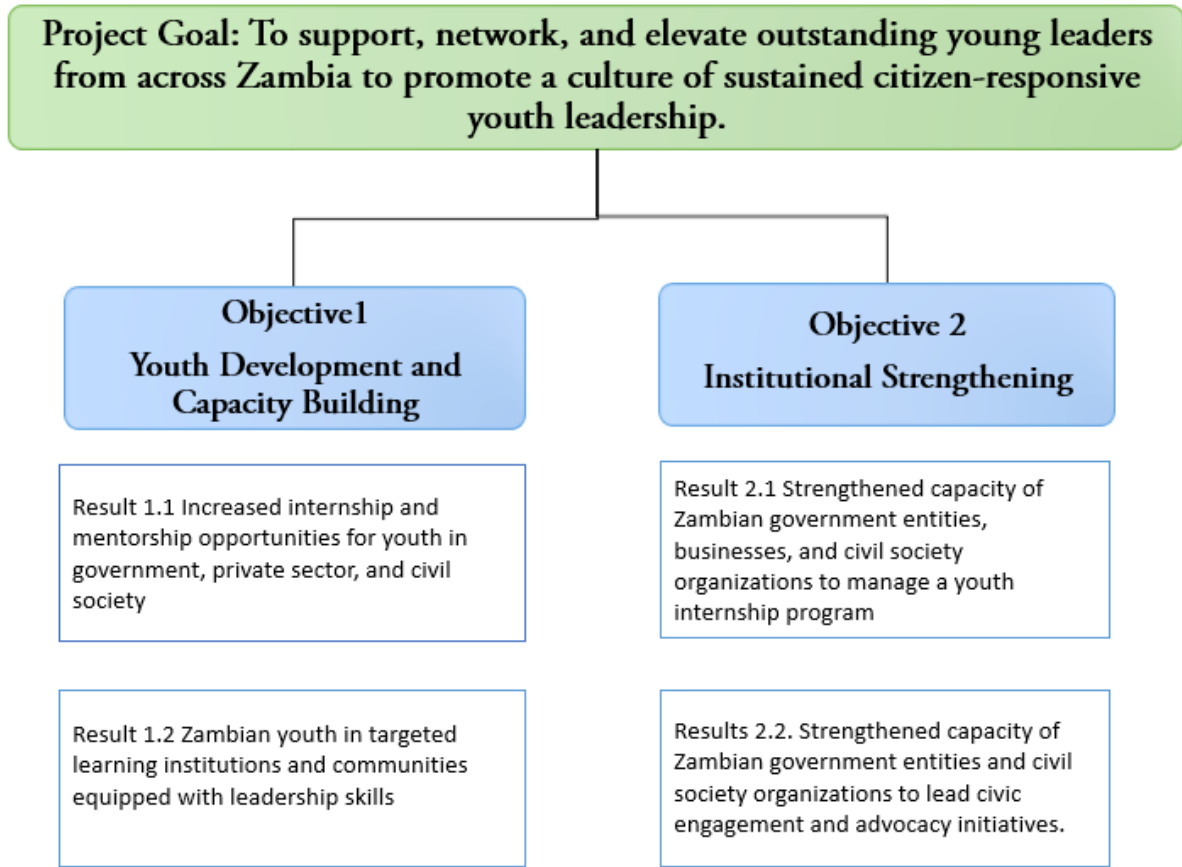 Project Goal: To support, network, and elevate outstanding young leaders
from across Zambia to promote a culture of sustained citizen-responsive
youth leadership.
Objective1
Youth Development and
Capacity Building
Result 1.1 Increased internship and
mentorship opportunities for youth in
government, private sector, and civil
society
Result 1.2 Zambian youth in targeted
learning institutions and communities
equipped with leadership skills
Objective 2
Institutional Strengthening
Result 2.1 Strengthened capacity of
Zambian government entities,
businesses, and civil society
organizations to manage a youth
internship program
Results 2.2. Strengthened capacity of
Zambian government entities and civil
society organizations to lead civic
engagement and advocacy initiatives.